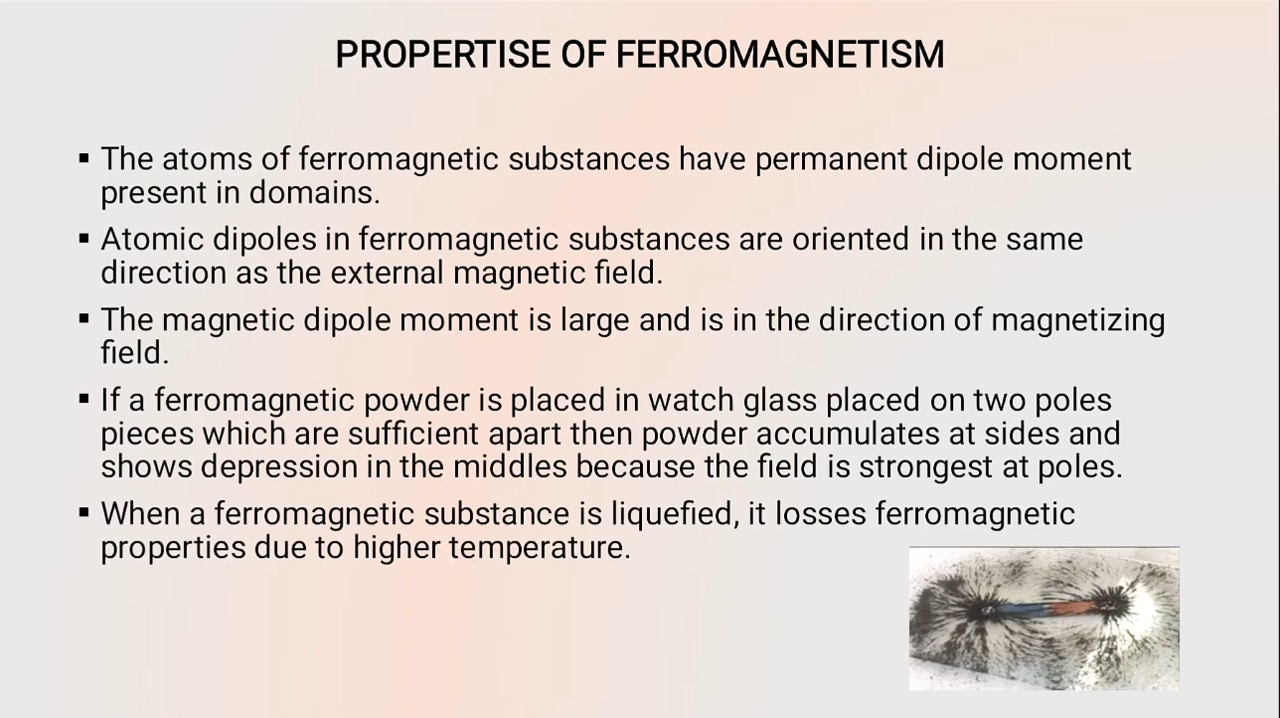 PROPERTISE OF FERROMAGNETISM
▪ The atoms of ferromagnetic substances have permanent dipole moment
present in domains.
▪ Atomic dipoles in ferromagnetic substances are oriented in the same
direction as the external magnetic field.
▪ The magnetic dipole moment is large and is in the direction of magnetizing
field.
▪ If a ferromagnetic powder is placed in watch glass placed on two poles
pieces which are sufficient apart then powder accumulates at sides and
shows depression in the middles because the field is strongest at poles.
▪ When a ferromagnetic substance is liquefied, it losses ferromagnetic
properties due to higher temperature.